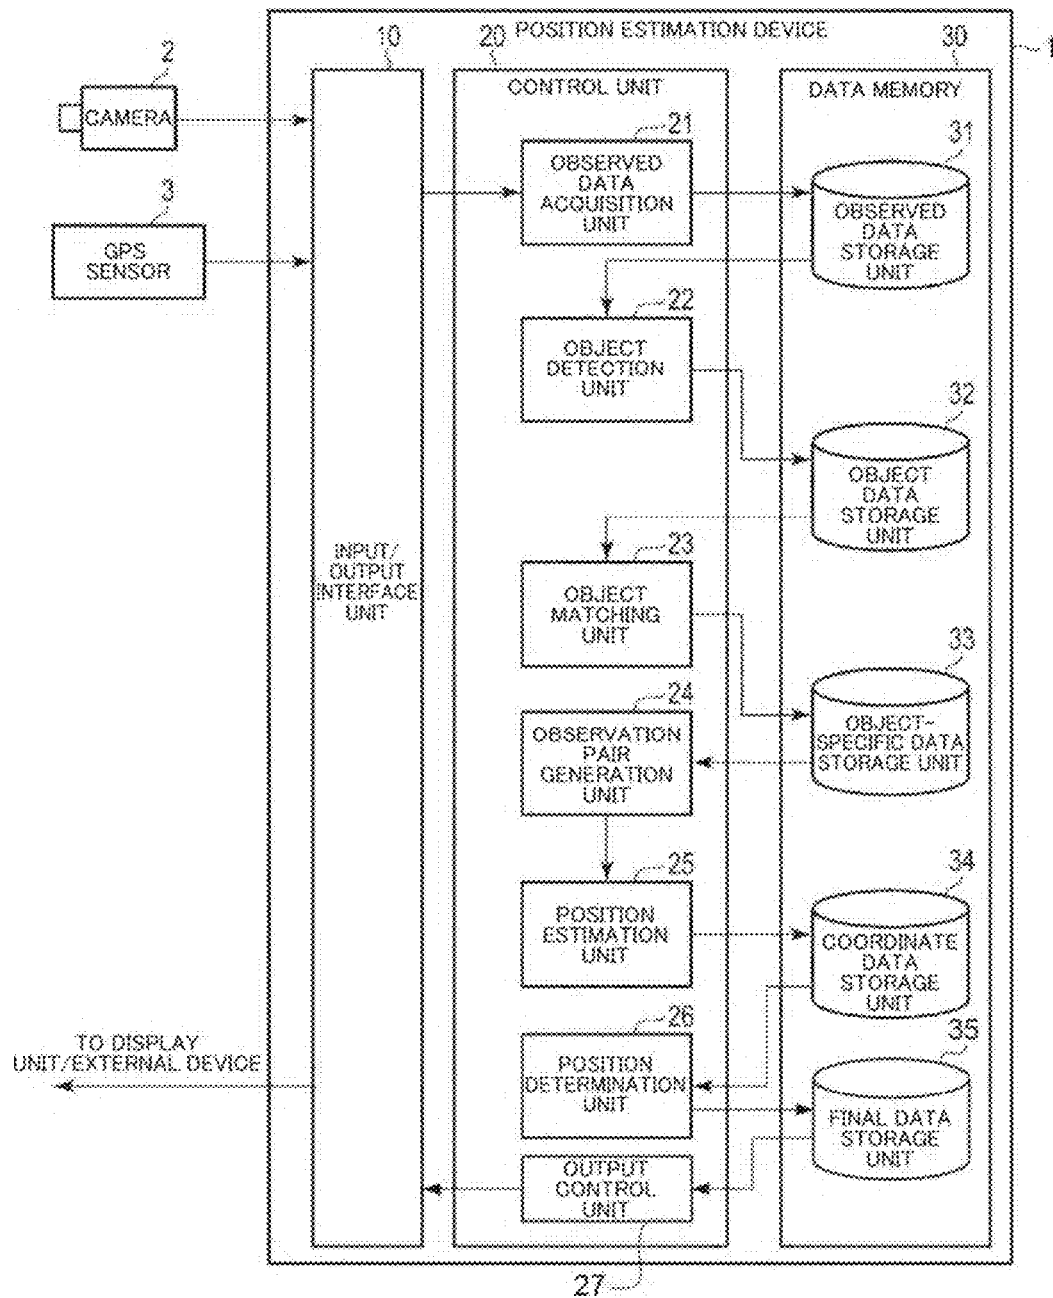 POSITION ESTIMATION DEVICE
1
10
20
30
2
CAMERA
3
GPS
SENSOR
INPUT/
OUTPUT
INTERFACE
UNIT
CONTROL UNIT
21
OBSERVED
DATA
ACQUISITION
UNIT
22
OBJECT
DETECTION
UNIT
23
OBJECT
MATCHING
UNIT
24
OBSERVATION
PAIR
GENERATION
UNIT
25
POSITION
ESTIMATION
UNIT
26
POSITION
DETERMINATION
UNIT
OUTPUT
CONTROL
UNIT
27
DATA MEMORY
31
OBSERVED
DATA
STORAGE
UNIT
32
OBJECT
DATA
STORAGE
UNIT
33
OBJECT-
SPECIFIC DATA
STORAGE UNIT
34
COORDINATE
DATA
STORAGE
UNIT
35
FINAL DATA
STORAGE
UNIT
TO DISPLAY
UNIT/EXTERNAL DEVICE